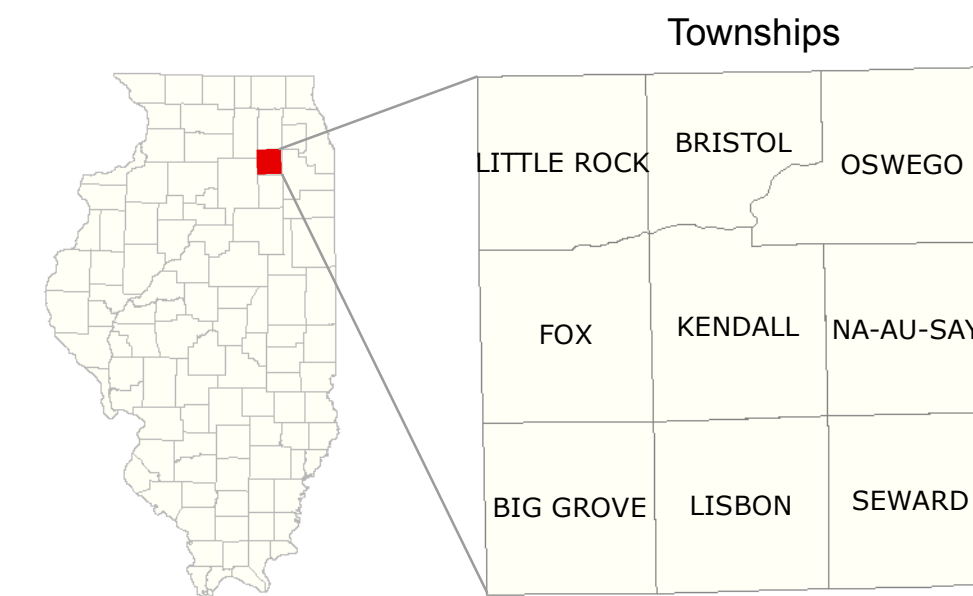 Townships
LITTLE ROCK
BRISTOL
OSWEGO
FOX
KENDALL
NA-AU-SAY
BIG GROVE
LISBON
SEWARD